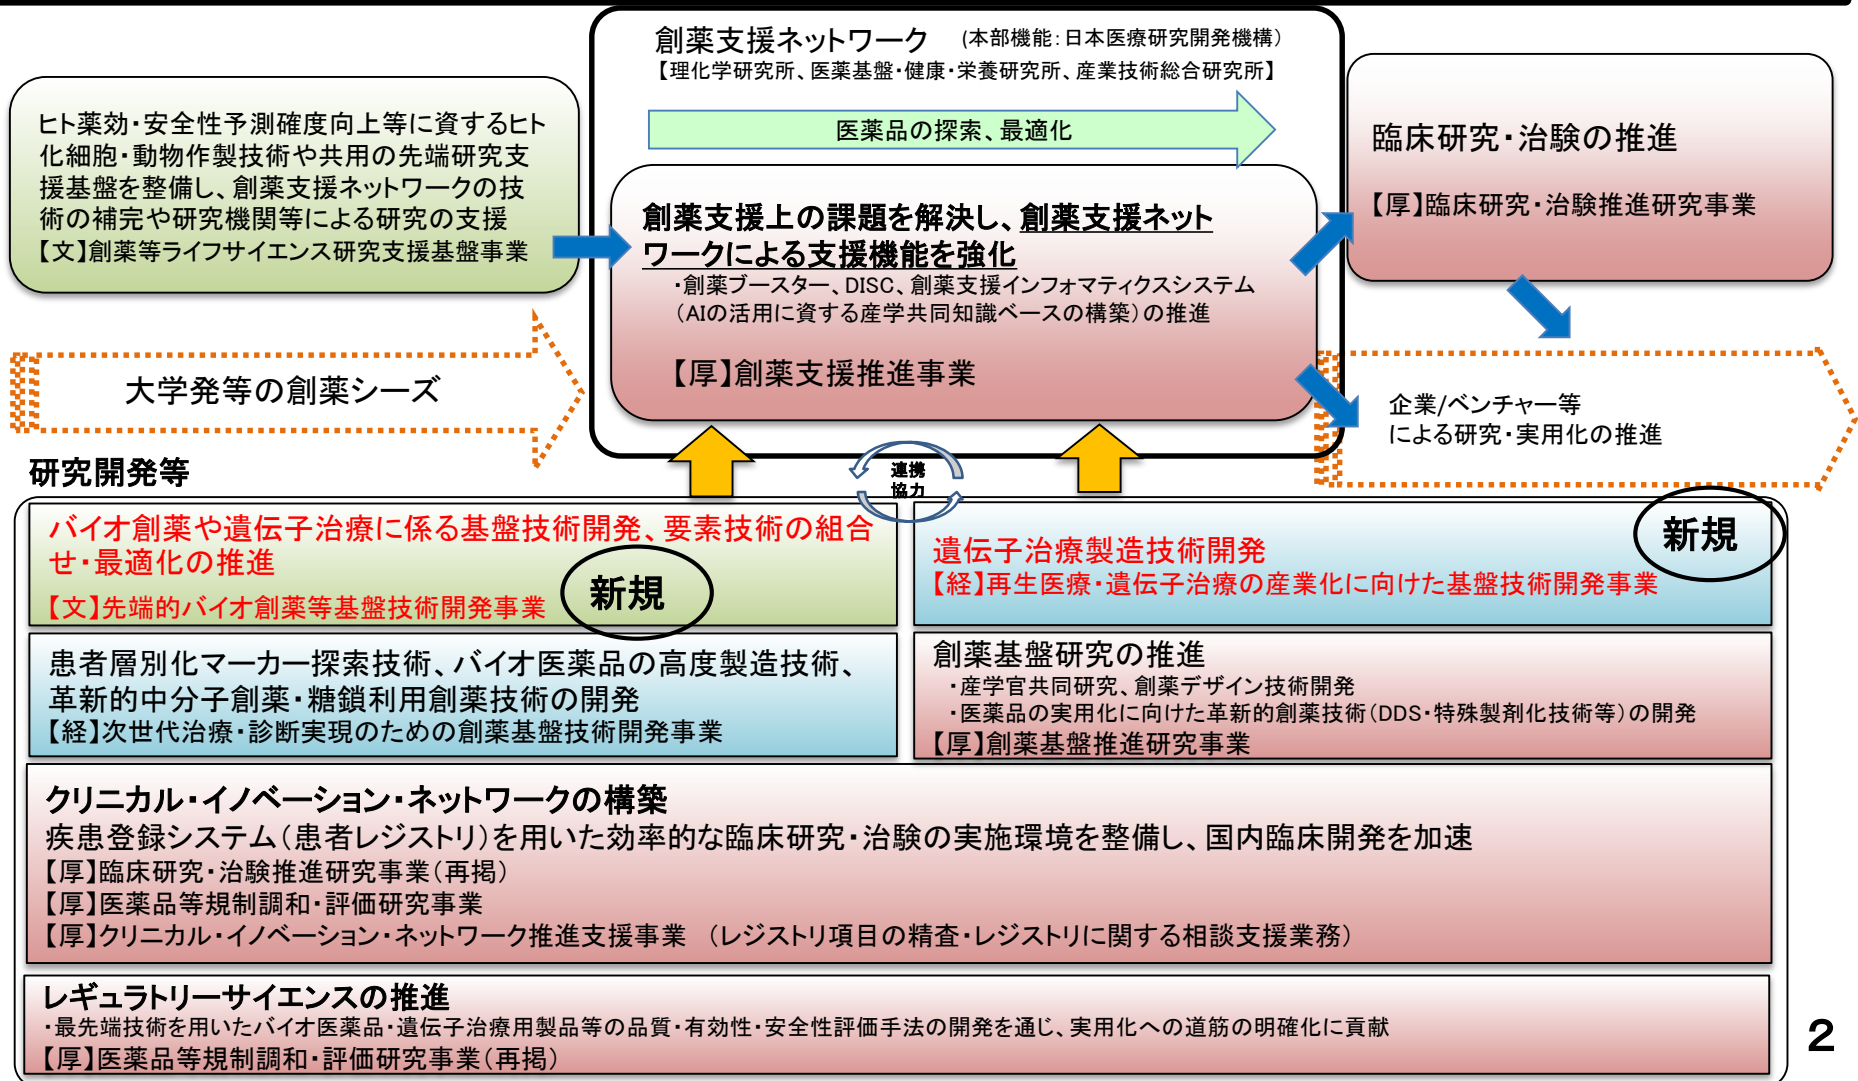 創薬支援ネットワーク (本部機能:日本医療研究開発機構)
【理化学研究所、医薬基盤・健康・栄養研究所、産業技術総合研究所】
医薬品の探索、最適化
ヒト薬効・安全性予測確度向上等に資するヒト
化細胞・動物作製技術や共用の先端研究支
援基盤を整備し、創薬支援ネットワークの技
術の補完や研究機関等による研究の支援
【文】創薬等ライフサイエンス研究支援基盤事業
創薬支援上の課題を解決し、創薬支援ネット
ワークによる支援機能を強化
・創薬ブースター、DISC、創薬支援インフォマティクスシステム
(AIの活用に資する産学共同知識ベースの構築)の推進
【厚】創薬支援推進事業
臨床研究・治験の推進
【厚】臨床研究・治験推進研究事業
大学発等の創薬シーズ
企業/ベンチャー等
による研究・実用化の推進
研究開発等
連携
協力
バイオ創薬や遺伝子治療に係る基盤技術開発、要素技術の組合
せ・最適化の推進
【文】先端的バイオ創薬等基盤技術開発事業
新規
遺伝子治療製造技術開発
【経】再生医療・遺伝子治療の産業化に向けた基盤技術開発事業
新規
患者層別化マーカー探索技術、バイオ医薬品の高度製造技術、
革新的中分子創薬・糖鎖利用創薬技術の開発
【経】次世代治療・診断実現のための創薬基盤技術開発事業
創薬基盤研究の推進
・産学官共同研究、創薬デザイン技術開発
・医薬品の実用化に向けた革新的創薬技術(DDS・特殊製剤化技術等)の開発
【厚】創薬基盤推進研究事業
クリニカル・イノベーション・ネットワークの構築
疾患登録システム(患者レジストリ)を用いた効率的な臨床研究・治験の実施環境を整備し、国内臨床開発を加速
【厚】臨床研究・治験推進研究事業(再掲)
【厚】医薬品等規制調和・評価研究事業
【厚】クリニカル・イノベーション・ネットワーク推進支援事業 (レジストリ項目の精査・レジストリに関する相談支援業務)
レギュラトリーサイエンスの推進
・最先端技術を用いたバイオ医薬品・遺伝子治療用製品等の品質・有効性・安全性評価手法の開発を通じ、実用化への道筋の明確化に貢献
【厚】医薬品等規制調和・評価研究事業(再掲)
2